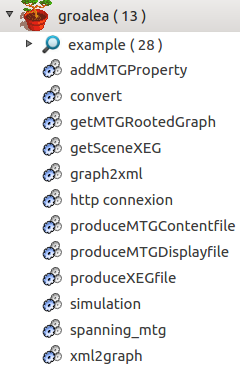 groalea ( 13 )
example ( 28 )
addMTGProperty
convert
getMTGRootedGraph
getSceneXEG
graph2xml
http connexion
produceMTGContentfile
produceMTGDisplayfile
produceXEGfile
simulation
spanning_mtg
xml2graph